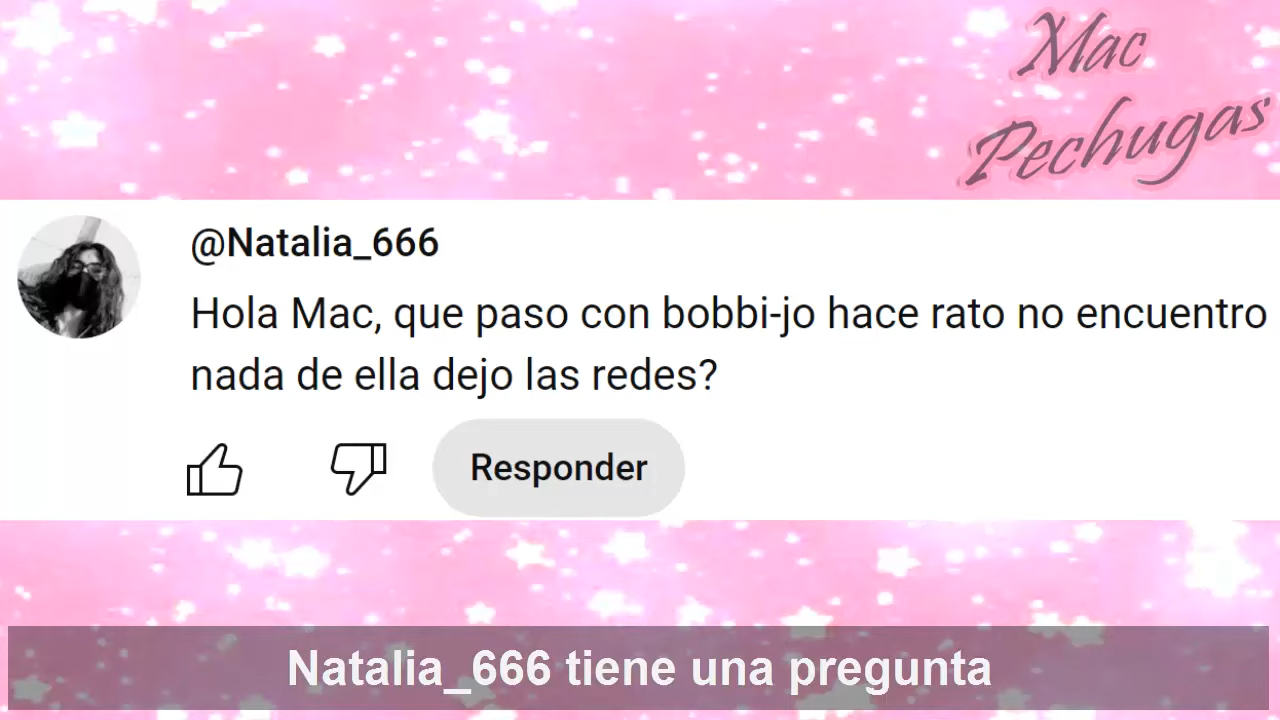 Mac
Pechugas
@Natalia_666
Hola Mac, que paso con bobbi-jo hace rato no encuentro
nada de ella dejo las redes?
Responder
Natalia_666 tiene una pregunta